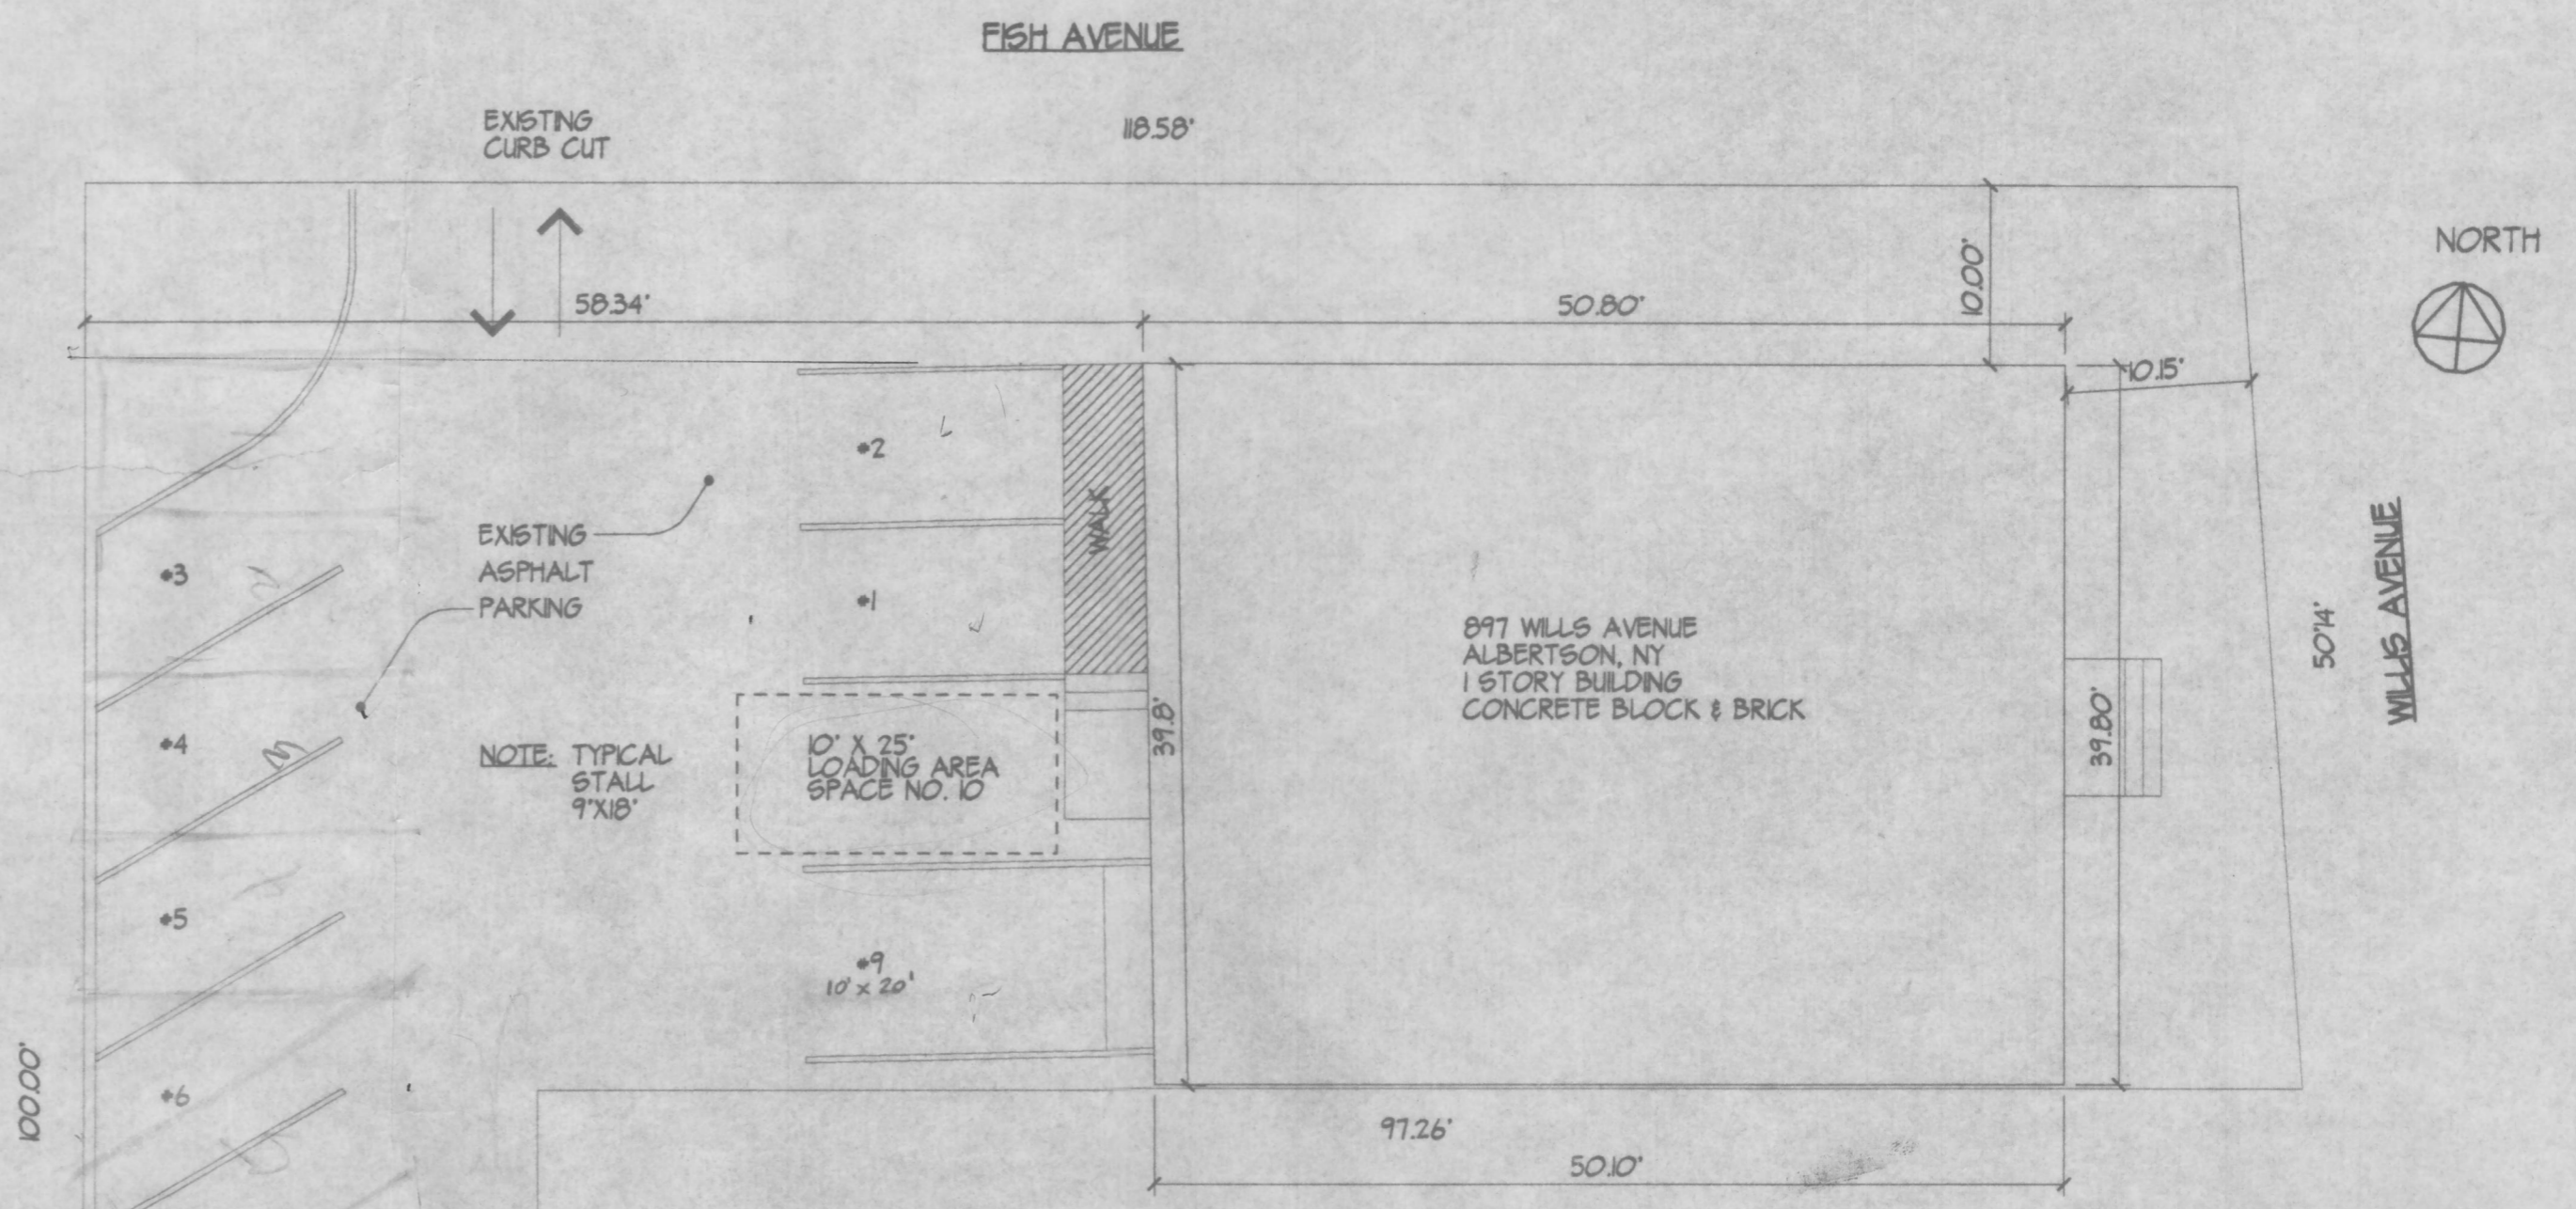 FISH AVENUE
EXISTING
CURB CUT
118.58'
NORTH
58.34'
50.80'
10.00'
10.15'
#2
WALK
EXISTING
ASPHALT
PARKING
#3
#1
897 WILLS AVENUE
ALBERTSON, NY
1 STORY BUILDING
CONCRETE BLOCK & BRICK
50'14'
WILLIS AVENUE
#4
NOTE: TYPICAL
STALL
9'X18'
10' X 25'
LOADING AREA
SPACE NO. 10
39.8'
39.80'
#5
#9
10' x 20'
100.00'
#6
97.26'
50.10'